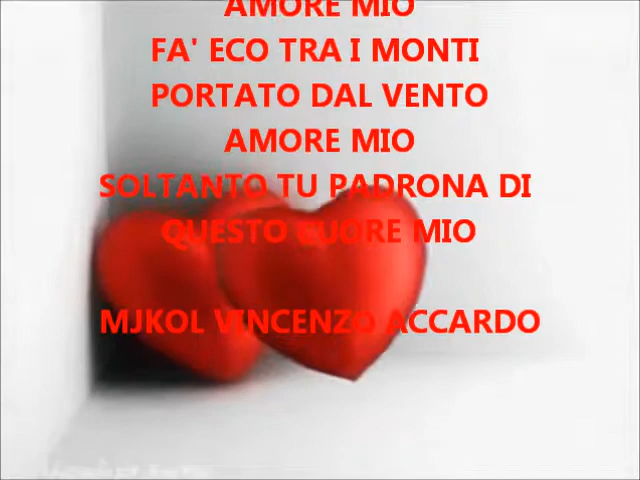 AMORE MIO
FA' ECO TRA I MONTI
PORTATO DAL VENTO
AMORE MIO
SOLTANTO TU PADRONA DI
QUESTO CUORE MIO
MJKOL VINCENZO ACCARDO